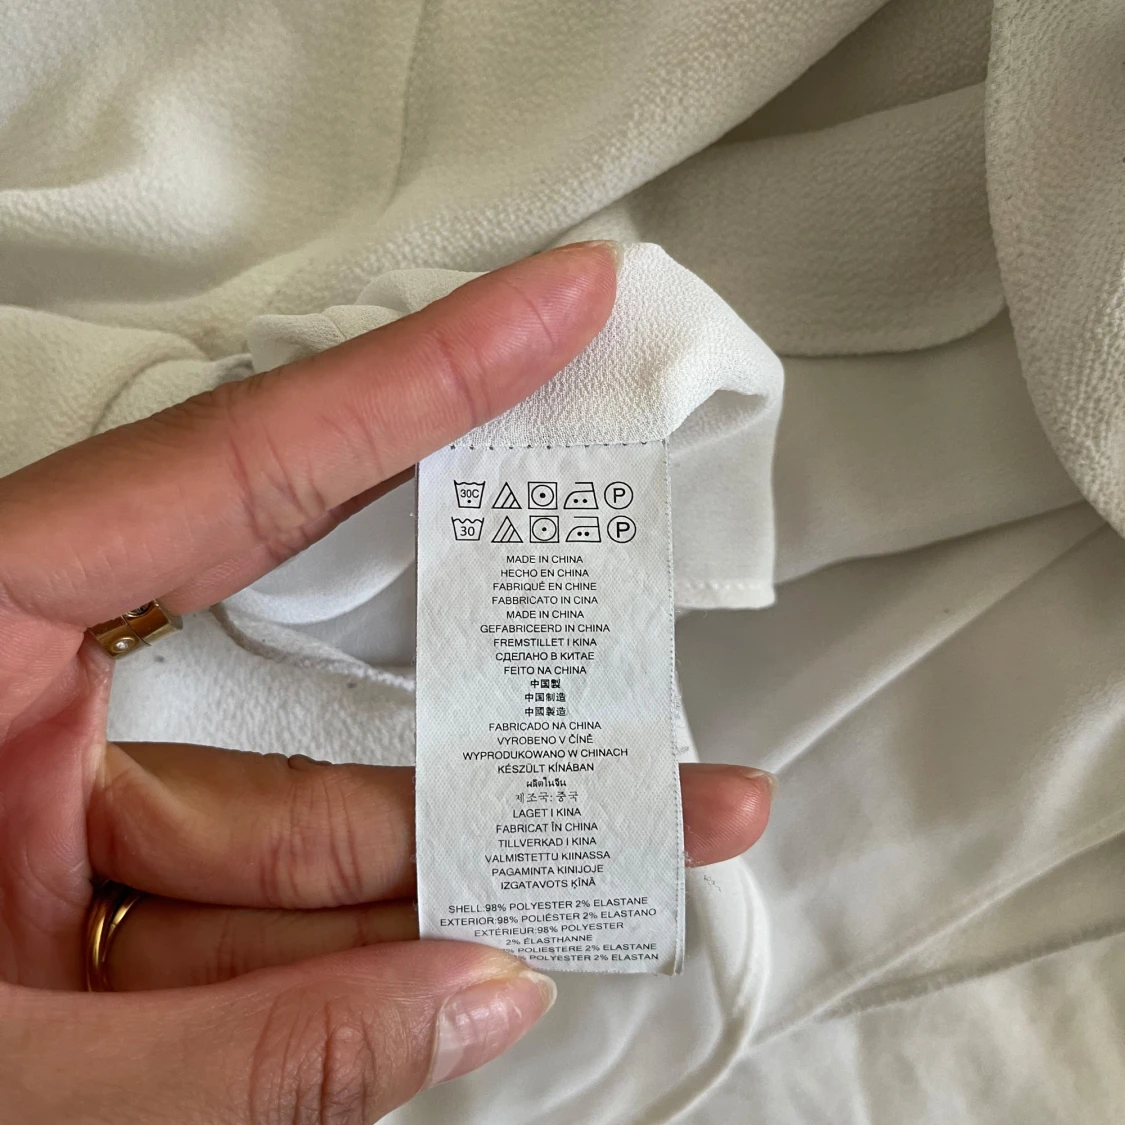 30C P
30 P
MADE IN CHINA
HECHO EN CHINA
FABRIQUÉ EN CHINE
FABBRICATO IN CINA
MADE IN CHINA
GEFABRICEERD IN CHINA
FREMSTILLET I KINA
СДЕЛАНО В КИТАЕ
FEITO NA CHINA
中国製
中国制造
中國製造
FABRICADO NA CHINA
VYROBENO V ČÍNĚ
WYPRODUKOWANO W CHINACH
KÉSZÜLT KÍNÁBAN
ผลิตในจีน
제조국: 중국
LAGET I KINA
FABRICAT ÎN CHINA
TILLVERKAD I KINA
VALMISTETTU KIINASSA
PAGAMINTA KINIJOJE
IZGATAVOTS ĶĪNĀ
SHELL:98% POLYESTER 2% ELASTANE
EXTERIOR:98% POLIÉSTER 2% ELASTANO
EXTÉRIEUR:98% POLYESTER
2% ÉLASTHANNE
POLIESTERE 2% ELASTANE
% POLYESTER 2% ELASTAN